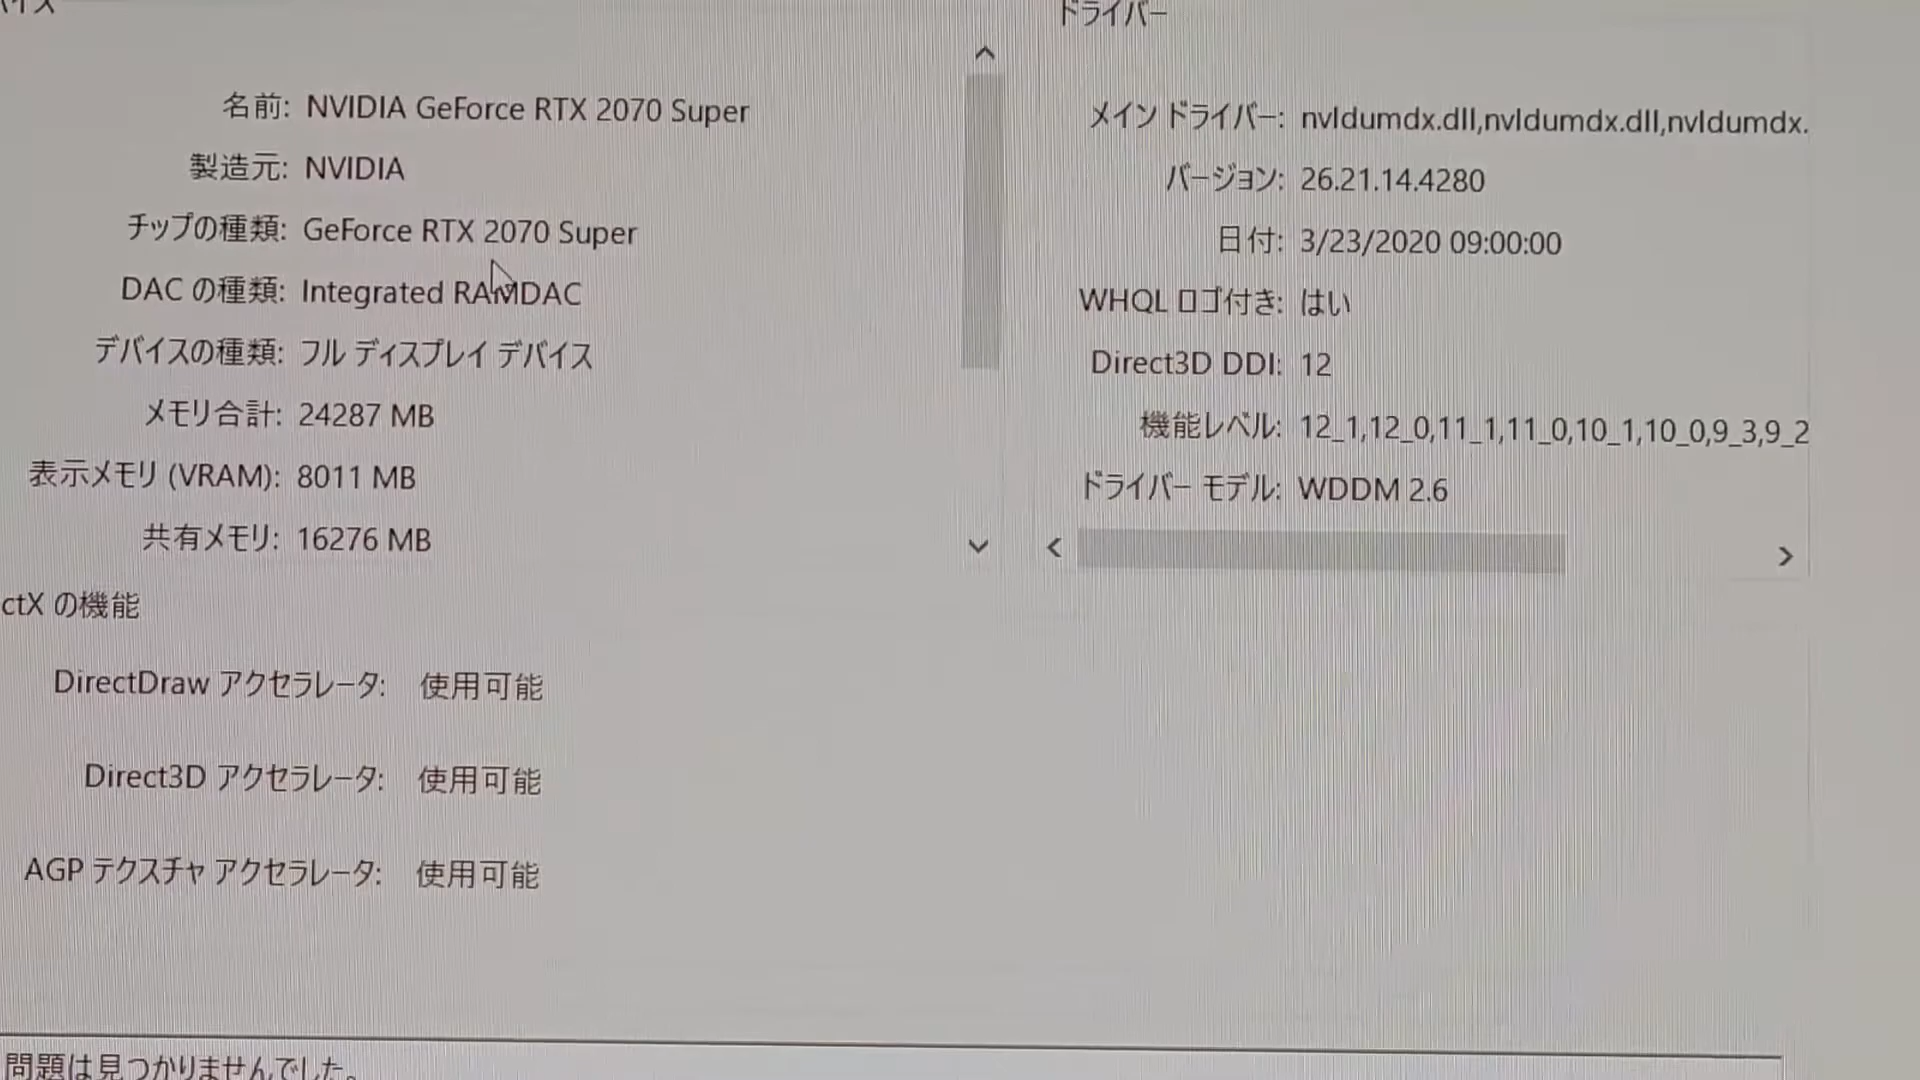 バイス
名前: NVIDIA GeForce RTX 2070 Super
製造元: NVIDIA
チップの種類: GeForce RTX 2070 Super
DAC の種類: Integrated RAMDAC
デバイスの種類: フル ディスプレイ デバイス
メモリ合計: 24287 MB
表示メモリ (VRAM): 8011 MB
共有メモリ: 16276 MB
ドライバー
メイン ドライバー: nvldumdx.dll,nvldumdx.dll,nvldumdx.
バージョン: 26.21.14.4280
日付: 3/23/2020 09:00:00
WHQL ロゴ付き: はい
Direct3D DDI: 12
機能レベル: 12_1,12_0,11_1,11_0,10_1,10_0,9_3,9_2
ドライバー モデル: WDDM 2.6
ctX の機能
DirectDraw アクセラレータ: 使用可能
Direct3D アクセラレータ: 使用可能
AGP テクスチャ アクセラレータ: 使用可能
問題は見つかりませんでした。